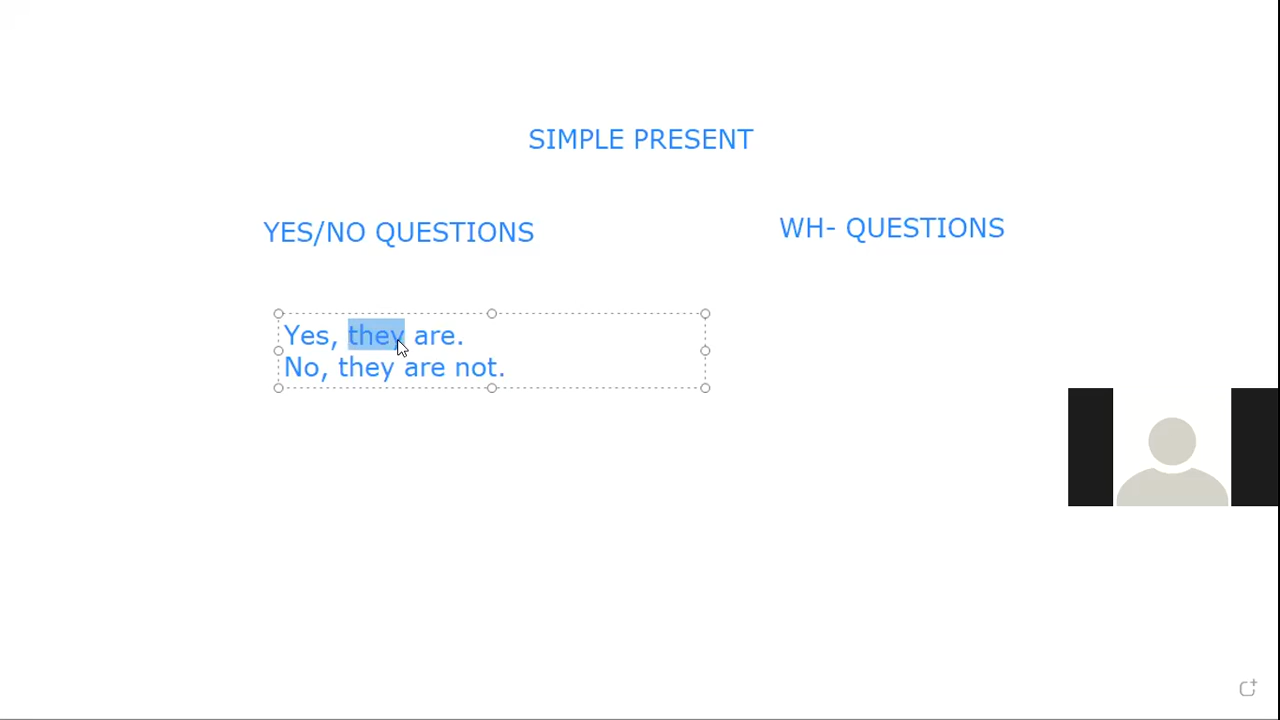 SIMPLE PRESENT
YES/NO QUESTIONS
WH- QUESTIONS
Yes, they are.
No, they are not.